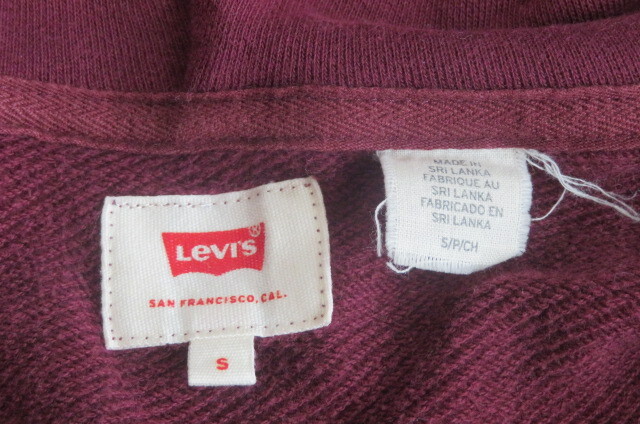 LEVI'S®
SAN FRANCISCO, CAL.
S
MADE IN
SRI LANKA
FABRIQUE AU
SRI LANKA
FABRICADO EN
SRI LANKA
S/P/CH